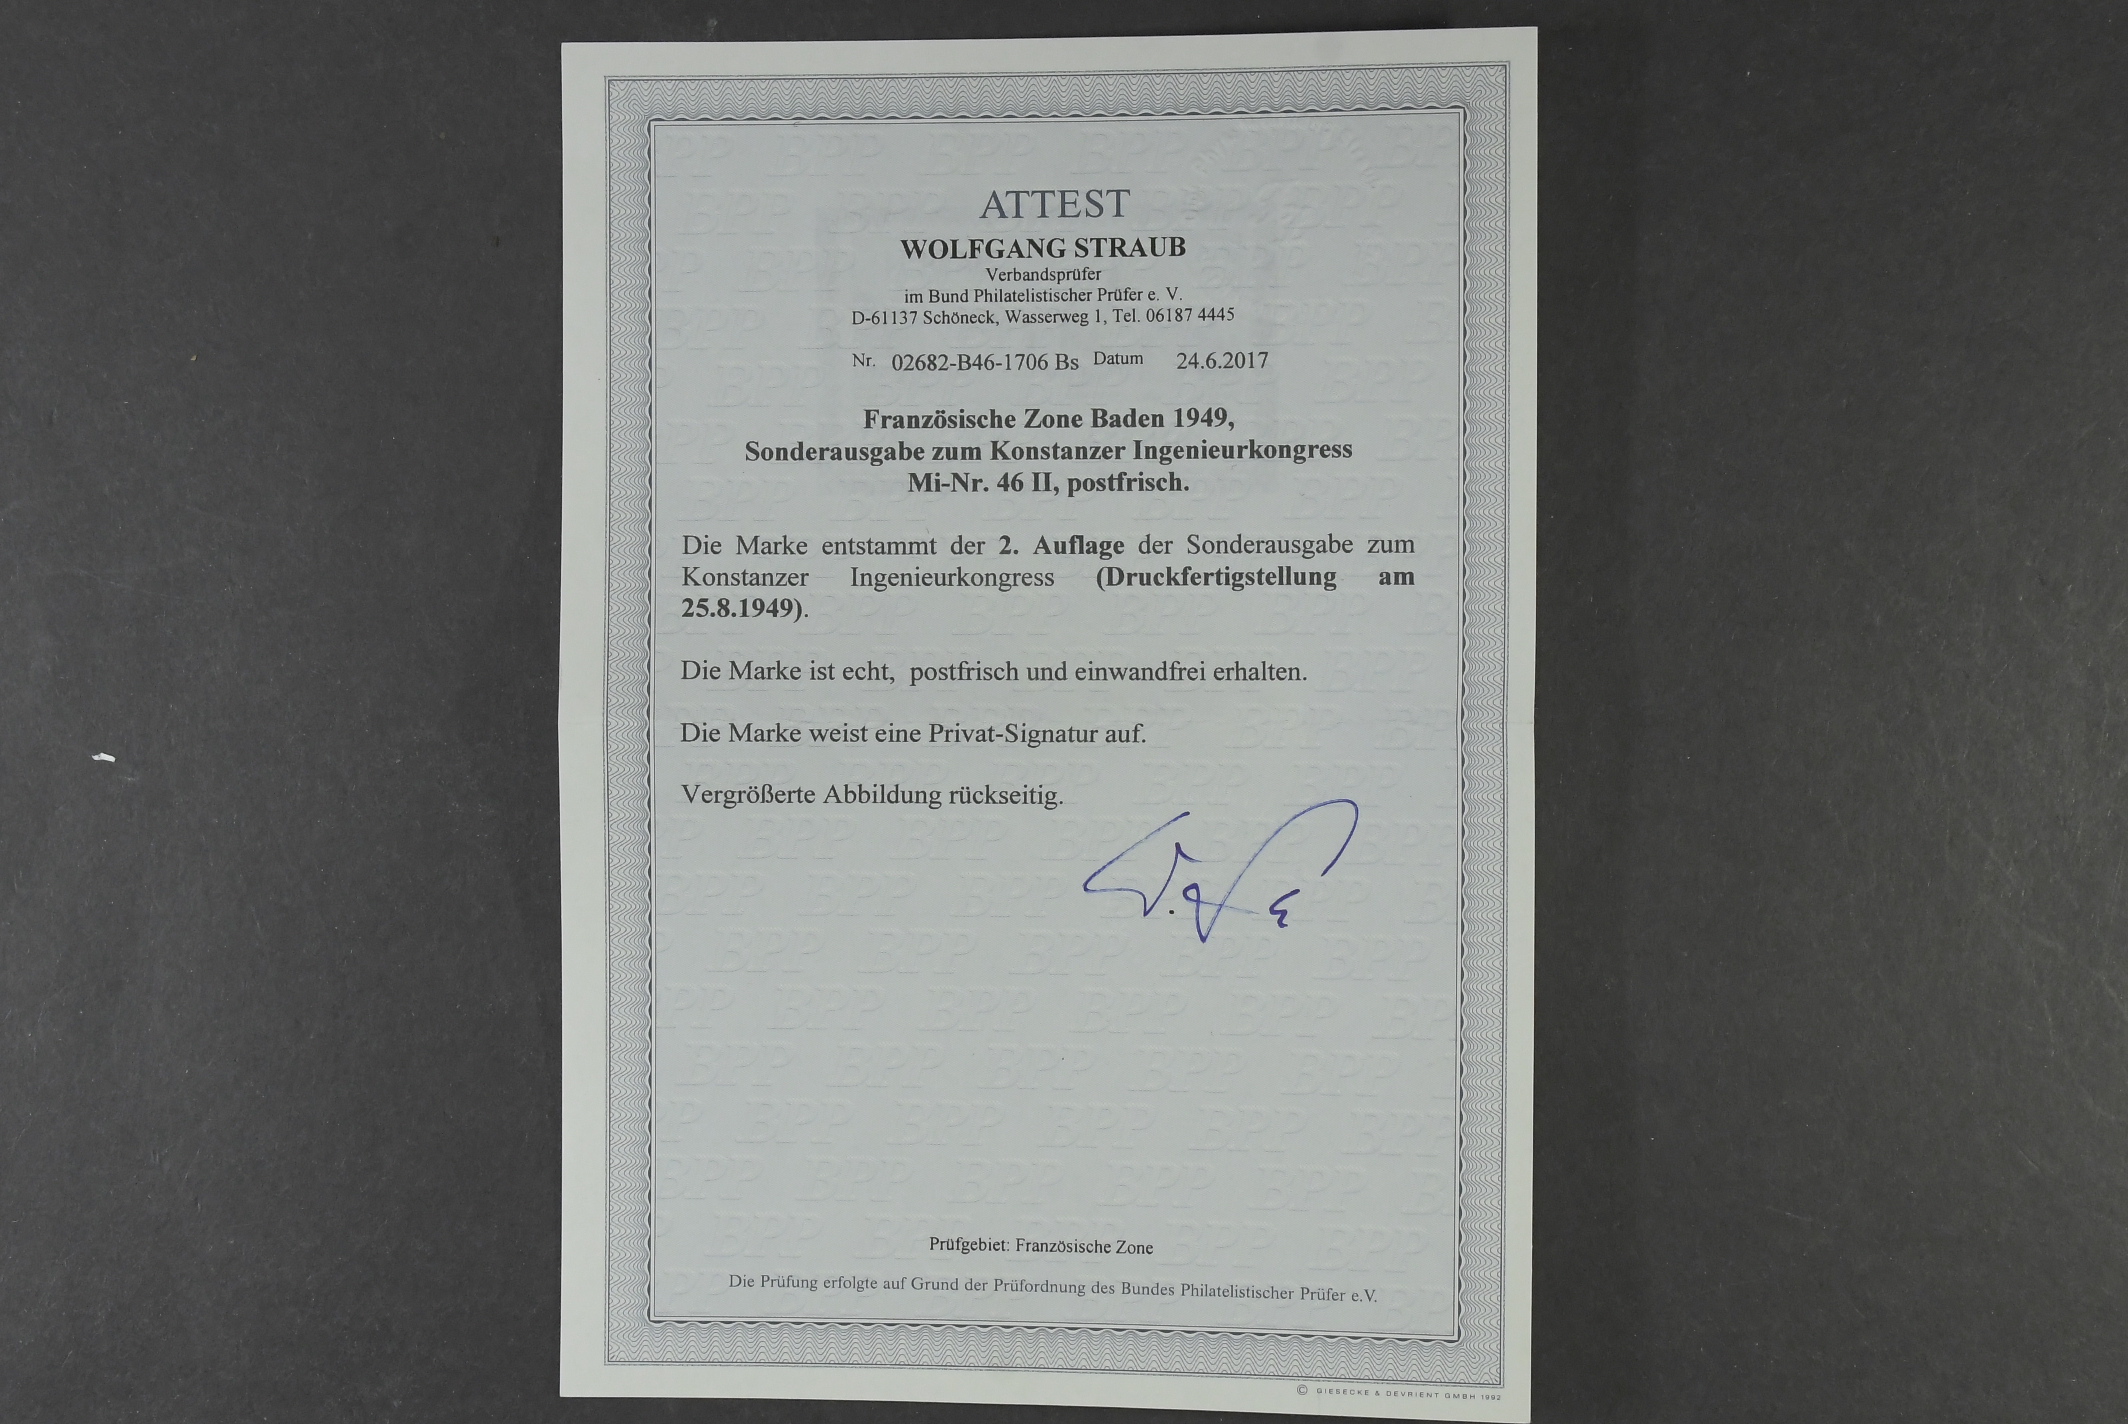 ATTEST
WOLFGANG STRAUB
Verbandsprüfer
im Bund Philatelistischer Prüfer e. V.
D-61137 Schöneck, Wasserweg 1, Tel. 06187 4445
Nr. 02682-B46-1706 Bs Datum 24.6.2017
Französische Zone Baden 1949,
Sonderausgabe zum Konstanzer Ingenieurkongress
Mi-Nr. 46 II, postfrisch.
Die Marke entstammt der 2. Auflage der Sonderausgabe zum
Konstanzer Ingenieurkongress (Druckfertigstellung am
25.8.1949).
Die Marke ist echt, postfrisch und einwandfrei erhalten.
Die Marke weist eine Privat-Signatur auf.
Vergrößerte Abbildung rückseitig.
Prüfgebiet: Französische Zone
Die Prüfung erfolgte auf Grund der Prüfordnung des Bundes Philatelistischer Prüfer e.V.
© GIESECKE & DEVRIENT GMBH 1992